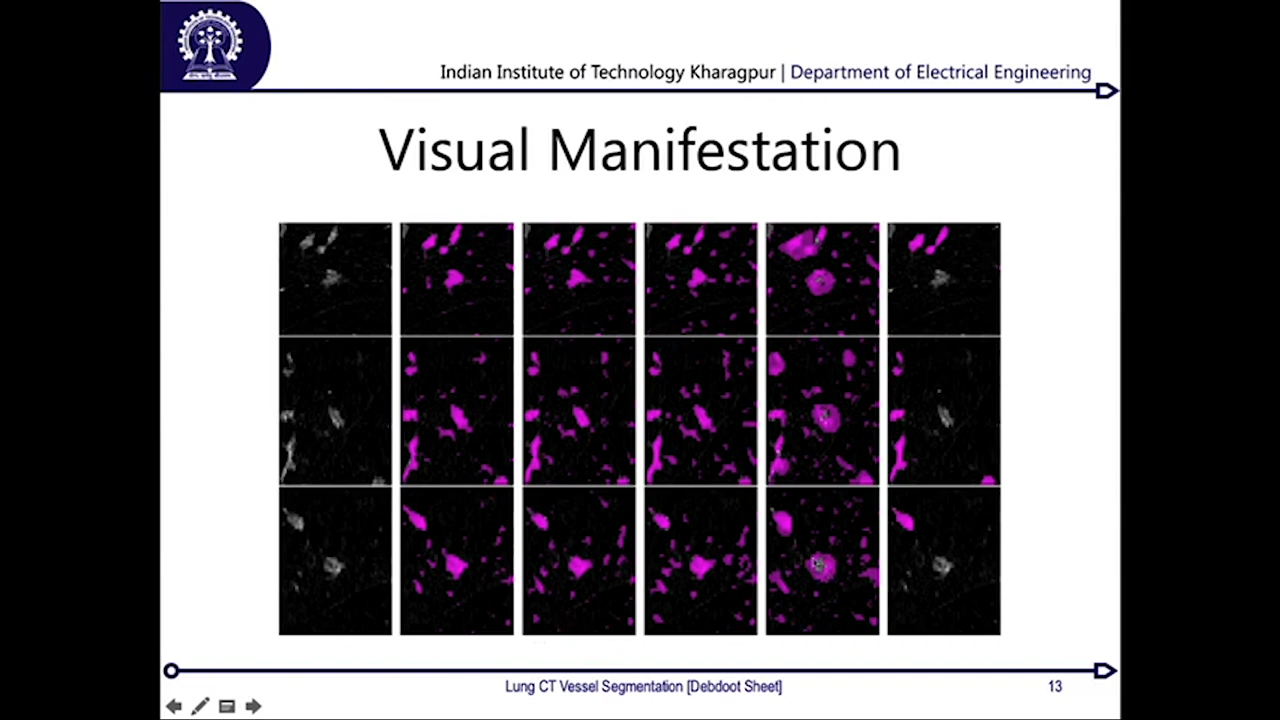 Indian Institute of Technology Kharagpur | Department of Electrical Engineering
Visual Manifestation
Lung CT Vessel Segmentation [Debdoot Sheet]
13